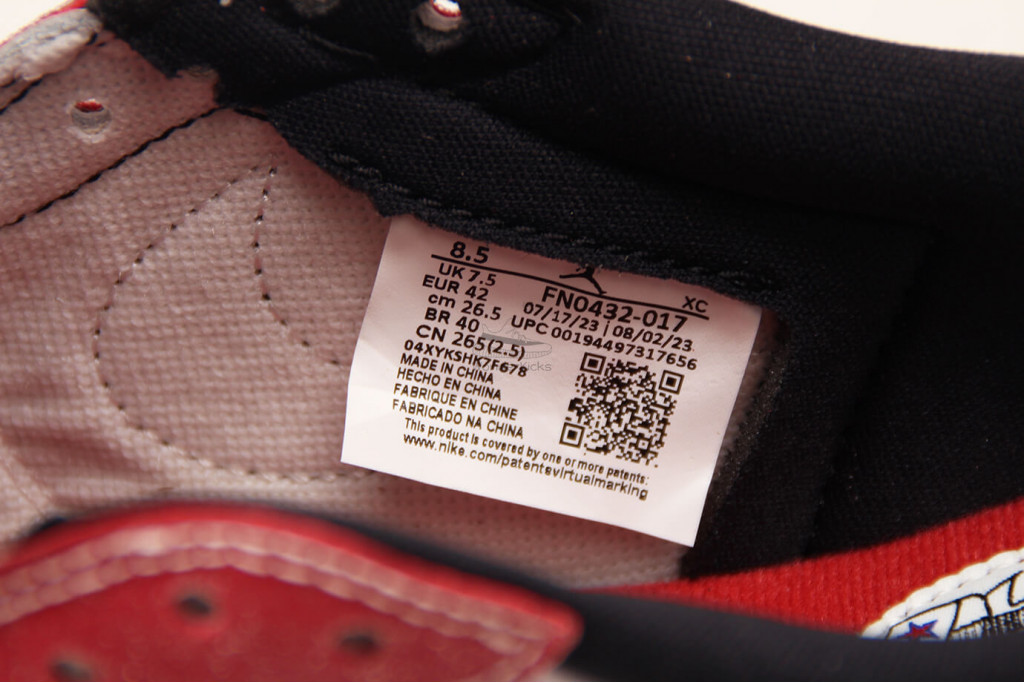 8.5
UK 7.5
EUR 42
cm 26.5
BR 40
CN 265(2.5)
XC
FN0432-017
07/17/23 | 08/02/23
UPC 00194497317656
04XYKSHK7F678
MADE IN CHINA
HECHO EN CHINA
FABRIQUE EN CHINE
FABRICADO NA CHINA
This product is covered by one or more patents:
www.nike.com/patentsvirtualmarking